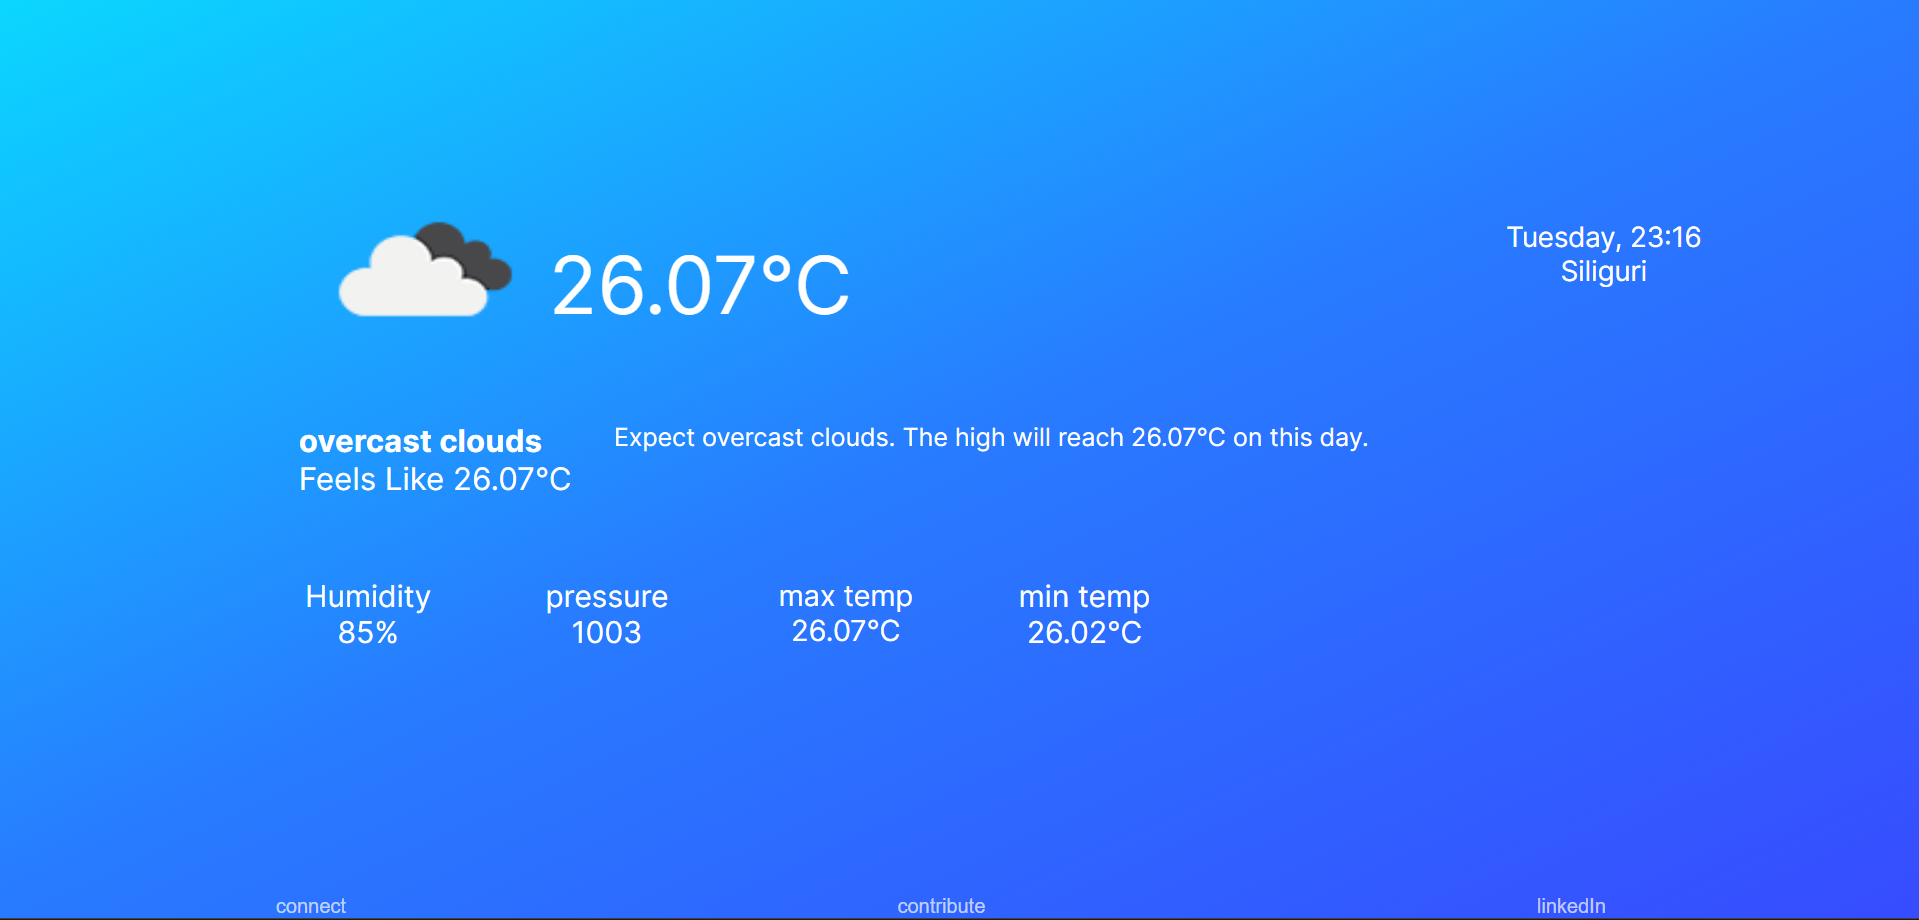 26.07°C
Tuesday, 23:16
Siliguri
overcast clouds
Feels Like 26.07°C
Expect overcast clouds. The high will reach 26.07°C on this day.
Humidity
85%
pressure
1003
max temp
26.07°C
min temp
26.02°C
connect
contribute
linkedIn